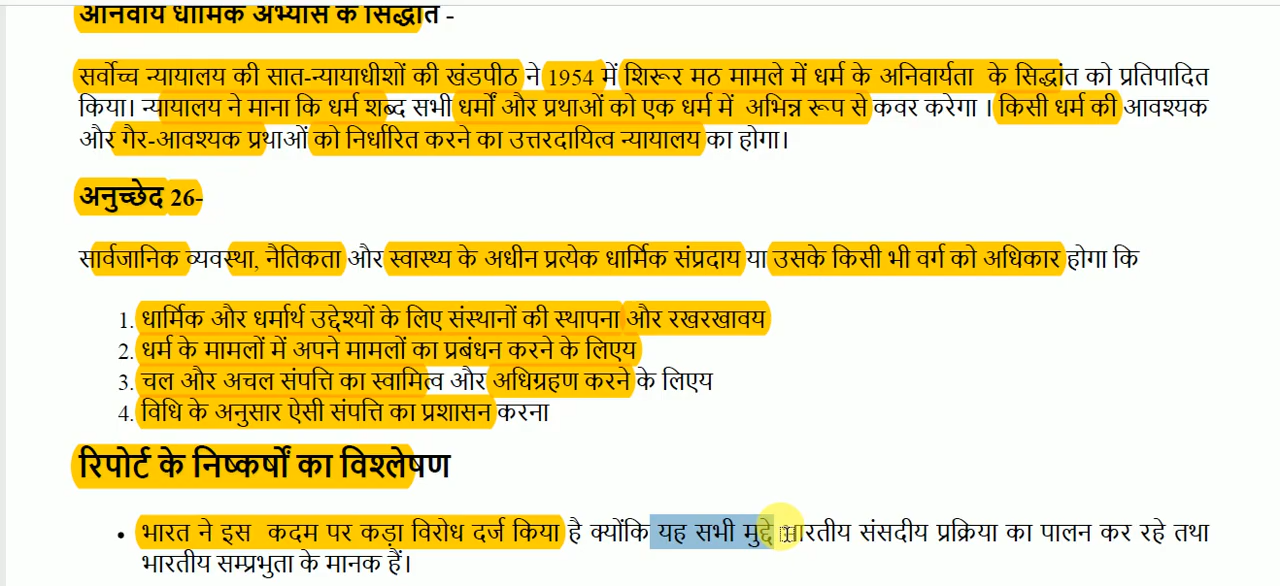 अनिवार्य धार्मिक अभ्यास के सिद्धांत -
सर्वोच्च न्यायालय की सात-न्यायाधीशों की खंडपीठ ने 1954 में शिरूर मठ मामले में धर्म के अनिवार्यता के सिद्धांत को प्रतिपादित
किया। न्यायालय ने माना कि धर्म शब्द सभी धर्मों और प्रथाओं को एक धर्म में अभिन्न रूप से कवर करेगा । किसी धर्म की आवश्यक
और गैर-आवश्यक प्रथाओं को निर्धारित करने का उत्तरदायित्व न्यायालय का होगा।
अनुच्छेद 26-
सार्वजानिक व्यवस्था, नैतिकता और स्वास्थ्य के अधीन प्रत्येक धार्मिक संप्रदाय या उसके किसी भी वर्ग को अधिकार होगा कि
1. धार्मिक और धर्मार्थ उद्देश्यों के लिए संस्थानों की स्थापना और रखरखावय
2. धर्म के मामलों में अपने मामलों का प्रबंधन करने के लिएय
3. चल और अचल संपत्ति का स्वामित्व और अधिग्रहण करने के लिएय
4. विधि के अनुसार ऐसी संपत्ति का प्रशासन करना
रिपोर्ट के निष्कर्षों का विश्लेषण
• भारत ने इस कदम पर कड़ा विरोध दर्ज किया है क्योंकि यह सभी मुद्दे भारतीय संसदीय प्रक्रिया का पालन कर रहे तथा
भारतीय सम्प्रभुता के मानक हैं।